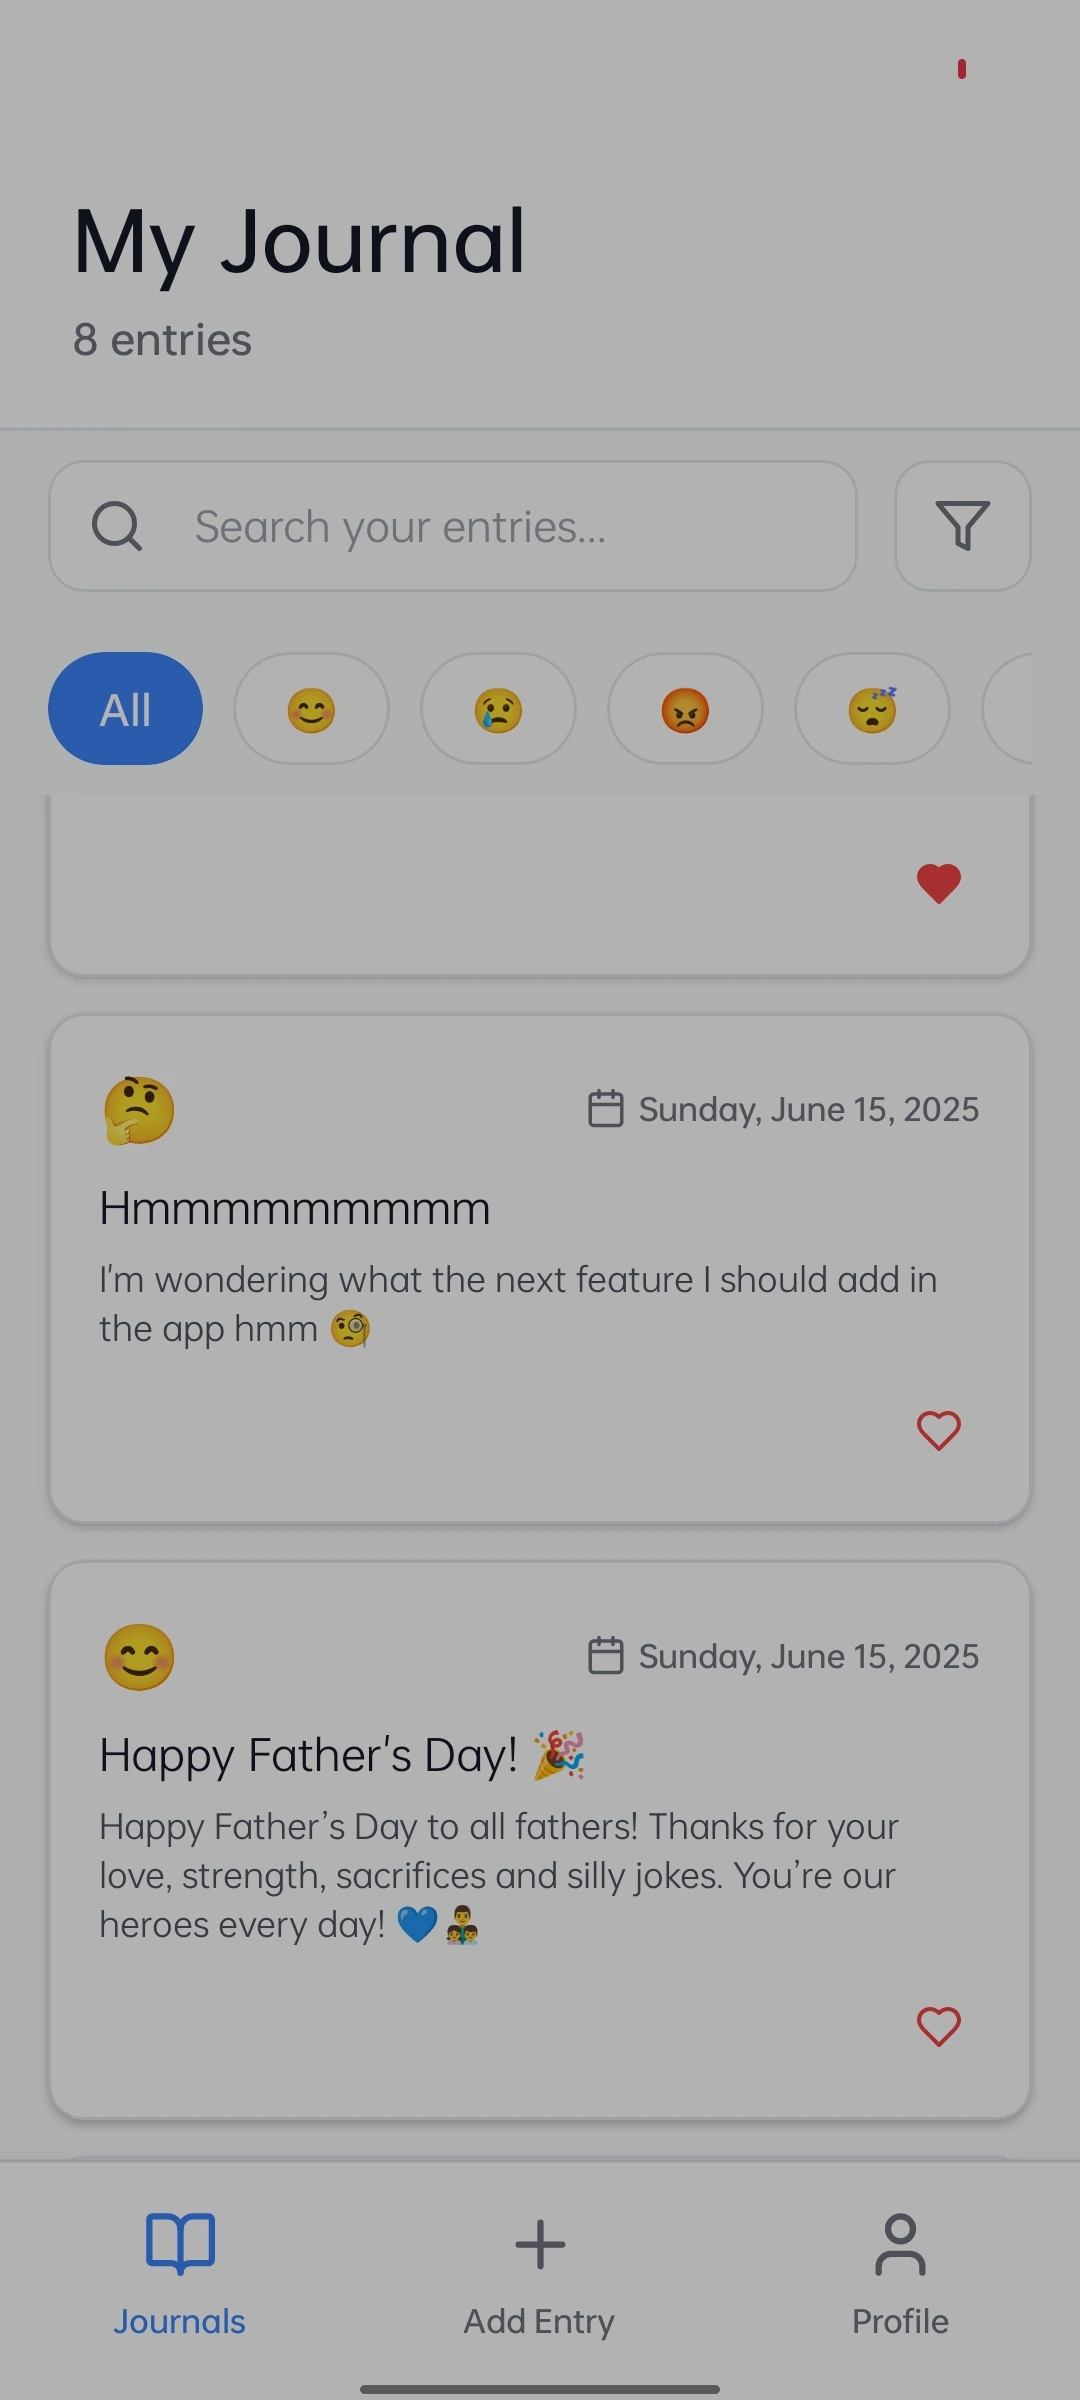 My Journal
8 entries
Search your entries...
All
Sunday, June 15, 2025
Hmmmmmmmmmm
I'm wondering what the next feature I should add in
the app hmm 🧐
Sunday, June 15, 2025
Happy Father's Day! 🎉
Happy Father’s Day to all fathers! Thanks for your
love, strength, sacrifices and silly jokes. You’re our
heroes every day! 💙👨‍👧‍👦
Journals
Add Entry
Profile